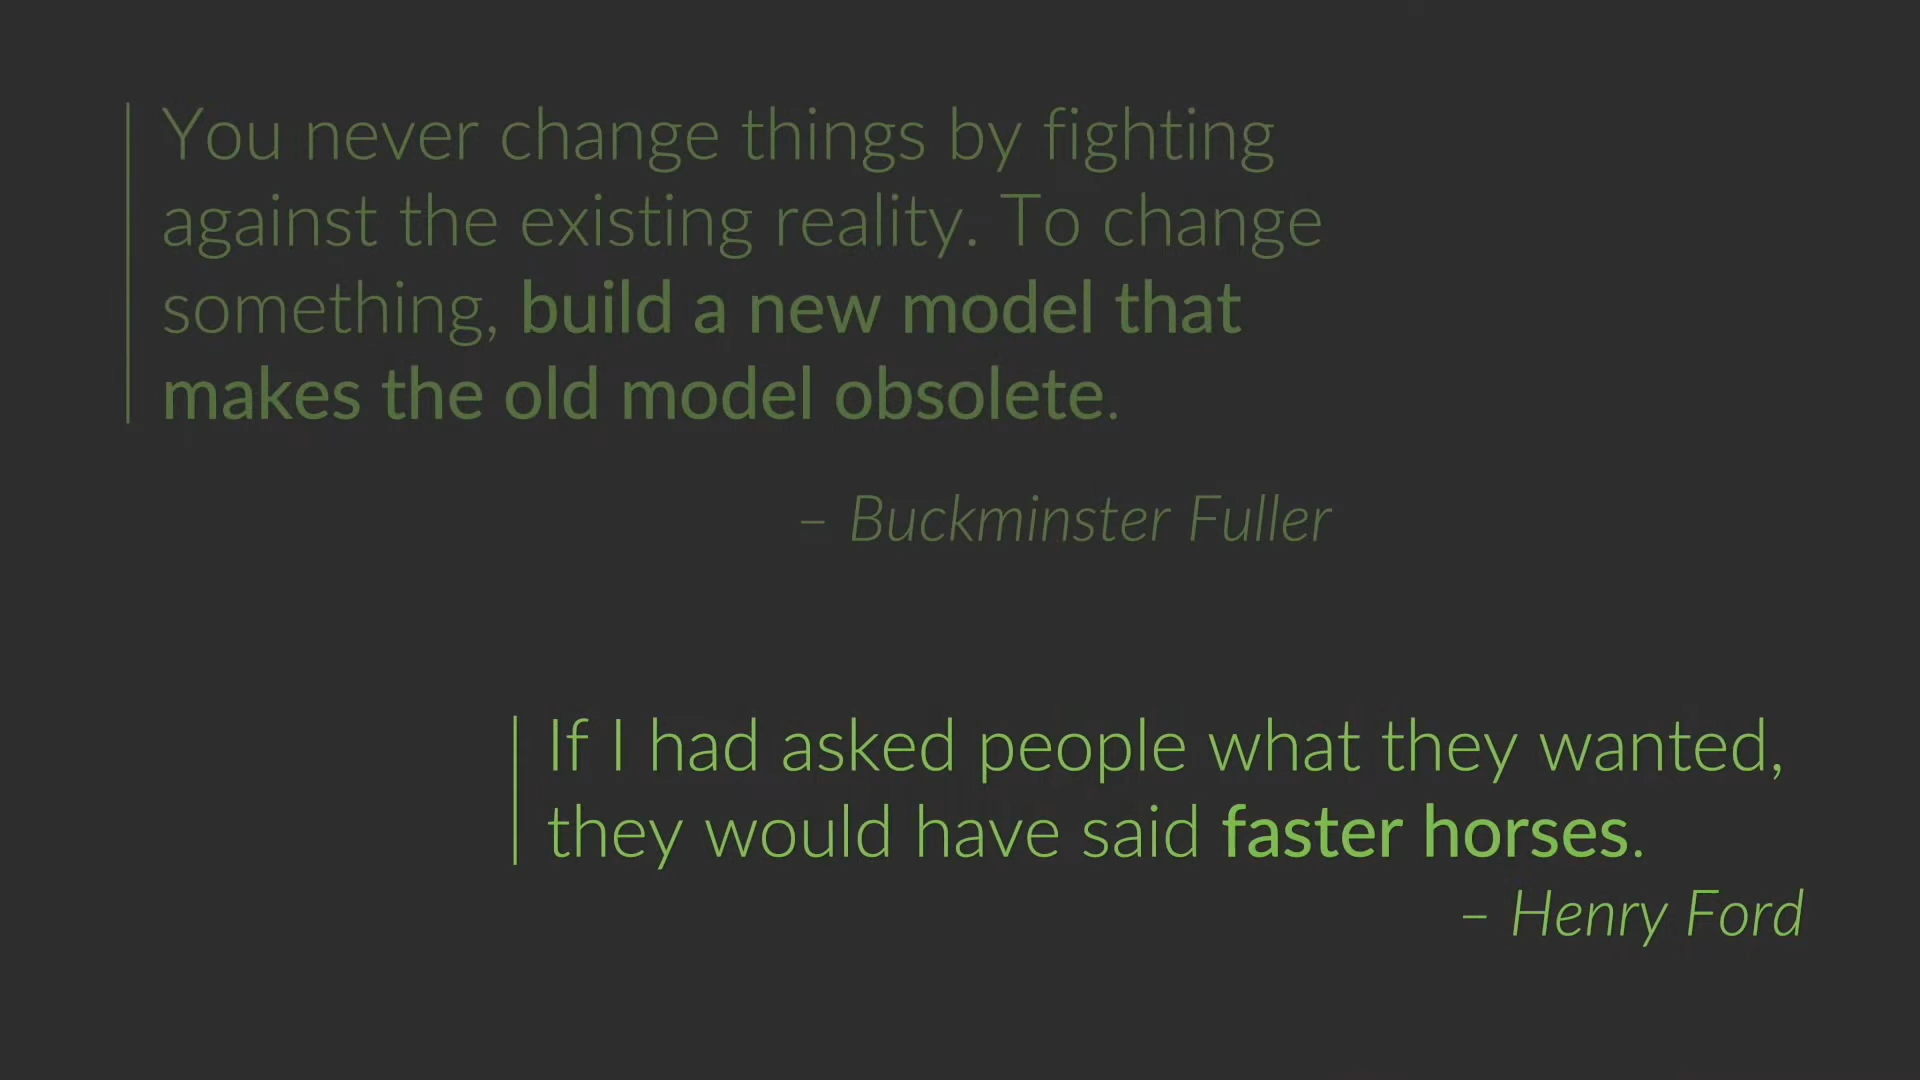 You never change things by fighting
against the existing reality. To change
something, build a new model that
makes the old model obsolete.
– Buckminster Fuller
If I had asked people what they wanted,
they would have said faster horses.
– Henry Ford